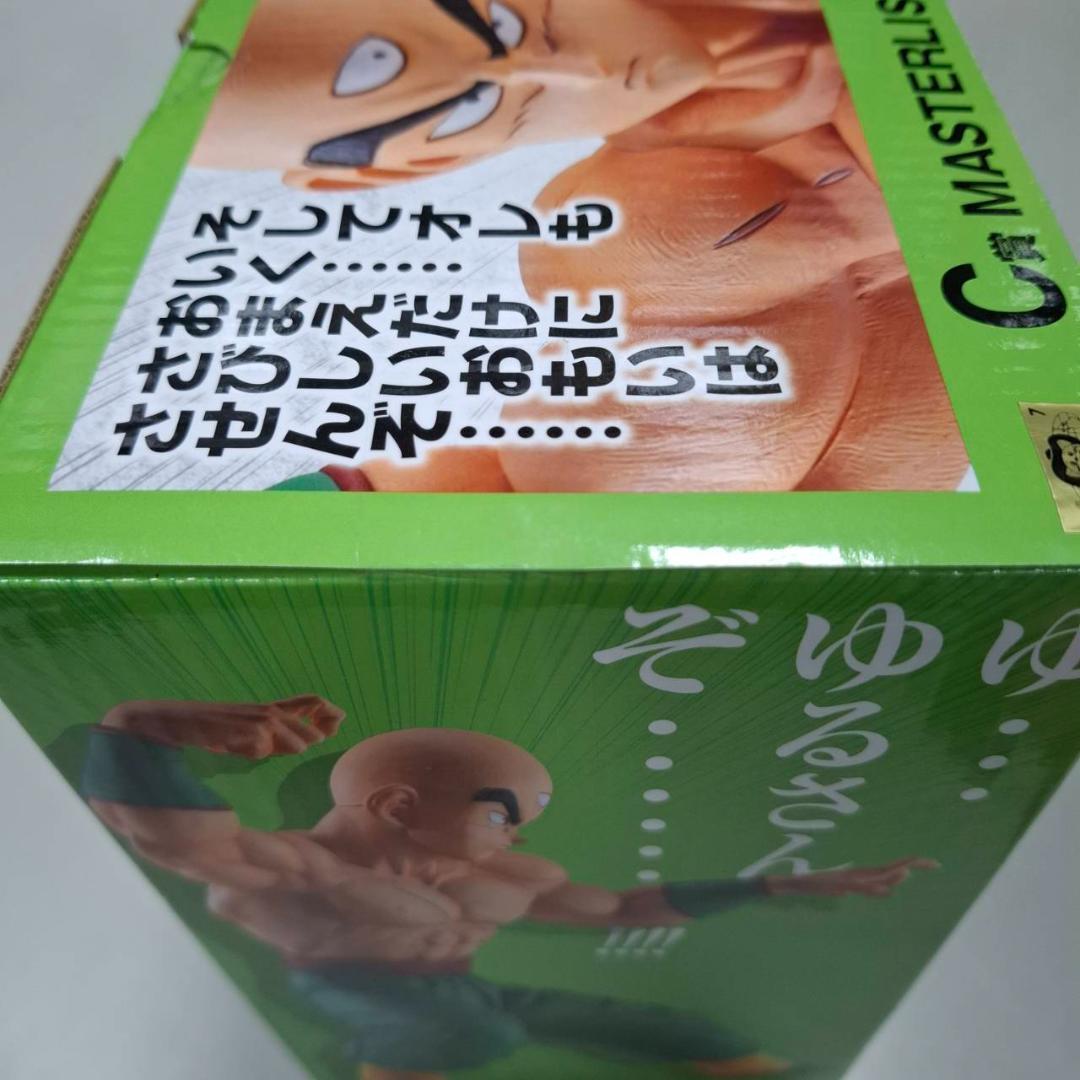 C賞 MASTERLIS
そしてオレも
いく……
おまえだけに
さびしいおもいは
させんぞ……
ゆ…
ゆるさん
ぞ……!!!!
7